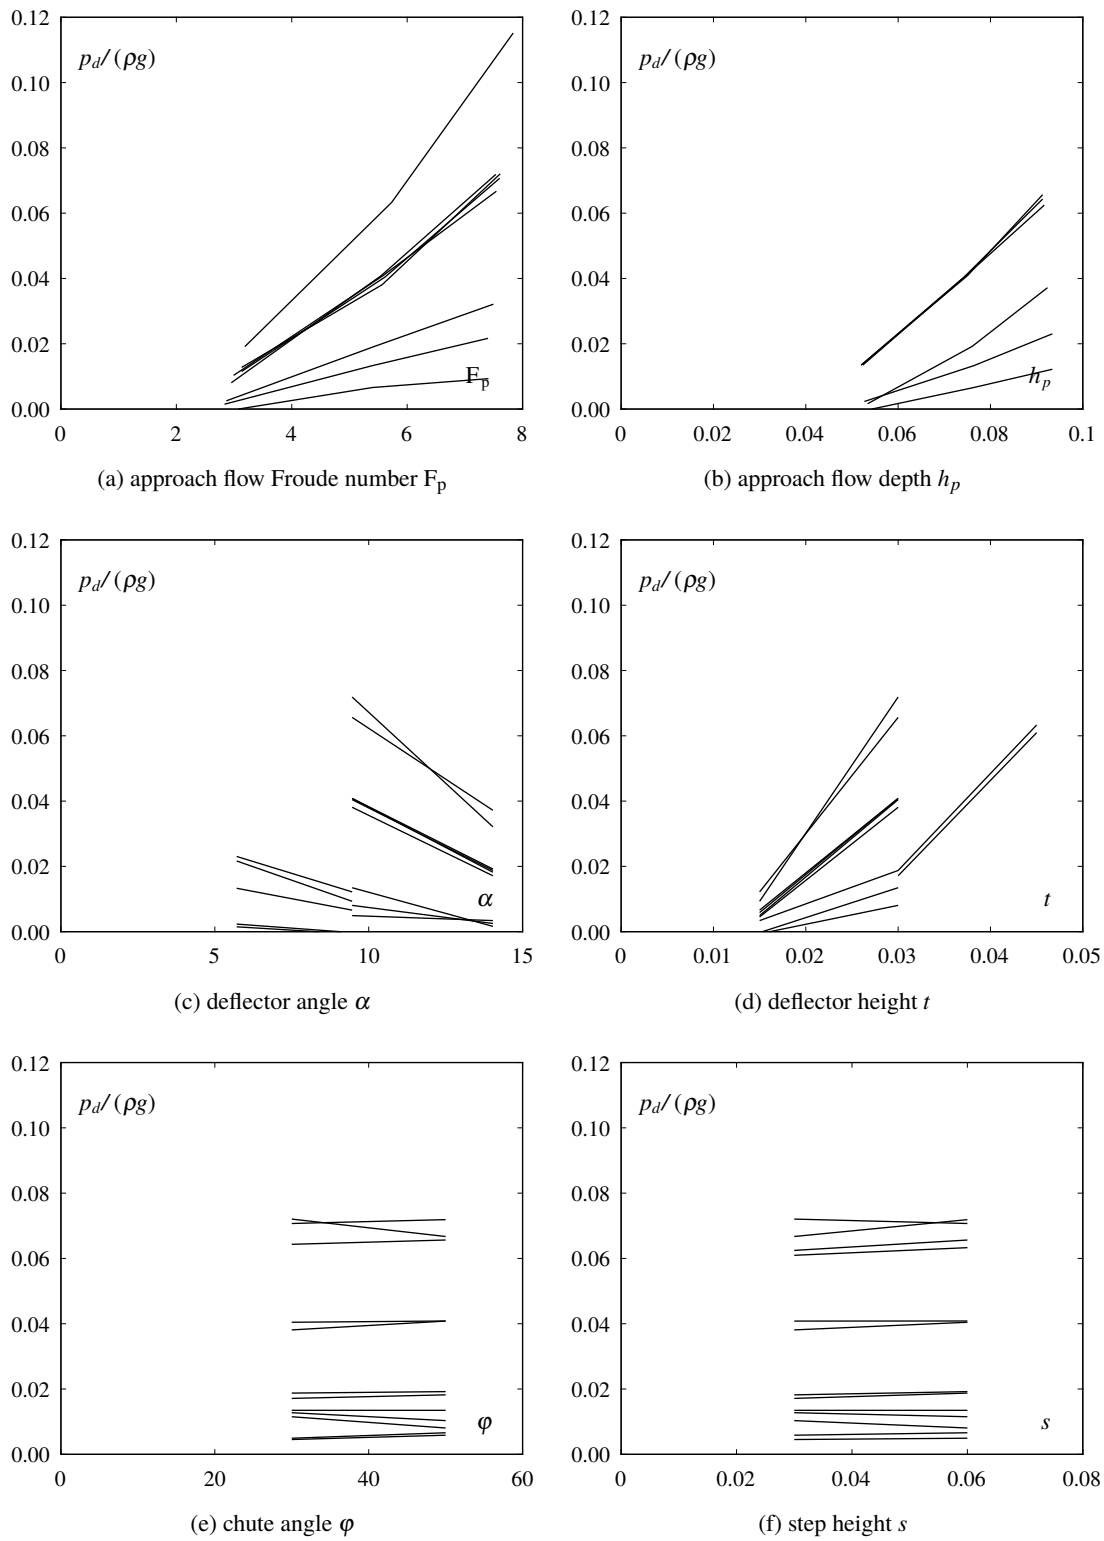 0.12 0.12
p_d/(ρg) p_d/(ρg)
0.10 0.10
0.08 0.08
0.06 0.06
0.04 0.04
0.02 0.02
F_p h_p
0.00 0.00
0 2 4 6 8 0 0.02 0.04 0.06 0.08 0.1
(a) approach flow Froude number F_p (b) approach flow depth h_p
0.12 0.12
p_d/(ρg) p_d/(ρg)
0.10 0.10
0.08 0.08
0.06 0.06
0.04 0.04
0.02 0.02
α t
0.00 0.00
0 5 10 15 0 0.01 0.02 0.03 0.04 0.05
(c) deflector angle α (d) deflector height t
0.12 0.12
p_d/(ρg) p_d/(ρg)
0.10 0.10
0.08 0.08
0.06 0.06
0.04 0.04
0.02 0.02
φ s
0.00 0.00
0 20 40 60 0 0.02 0.04 0.06 0.08
(e) chute angle φ (f) step height s